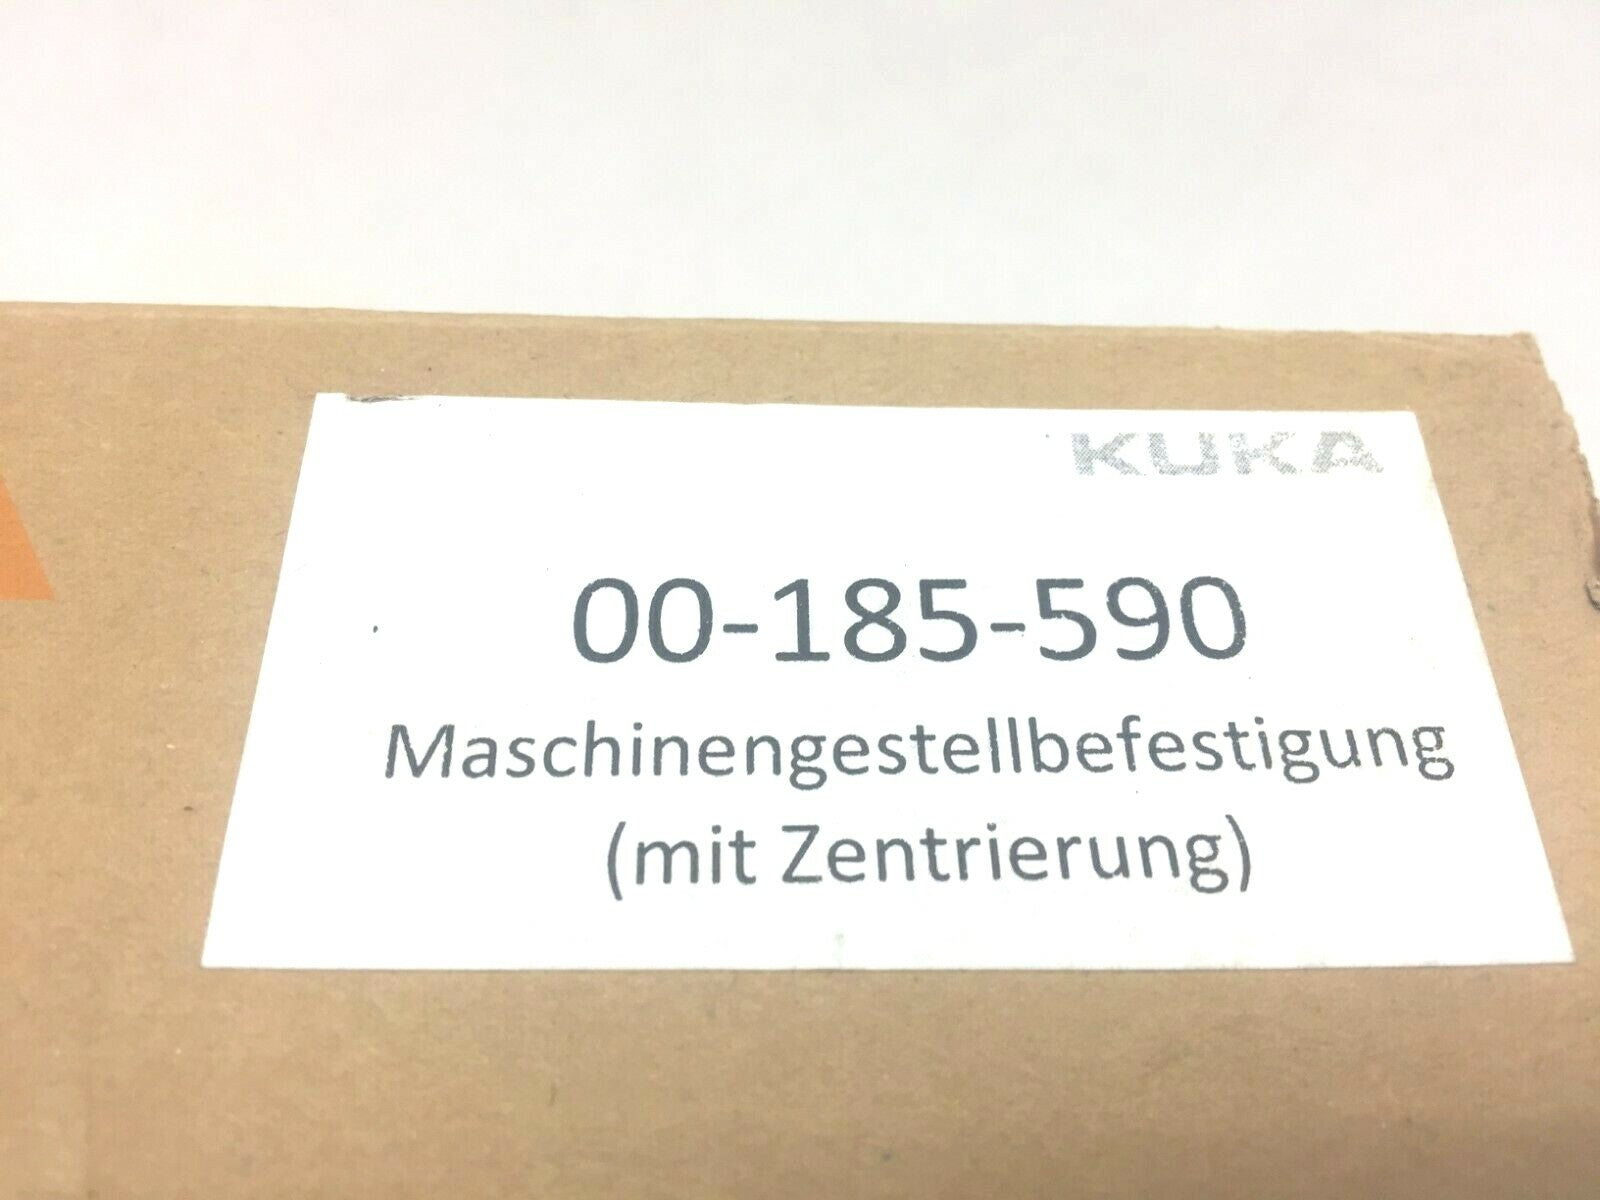 KUKA
00-185-590
Maschinengestellbefestigung
(mit Zentrierung)